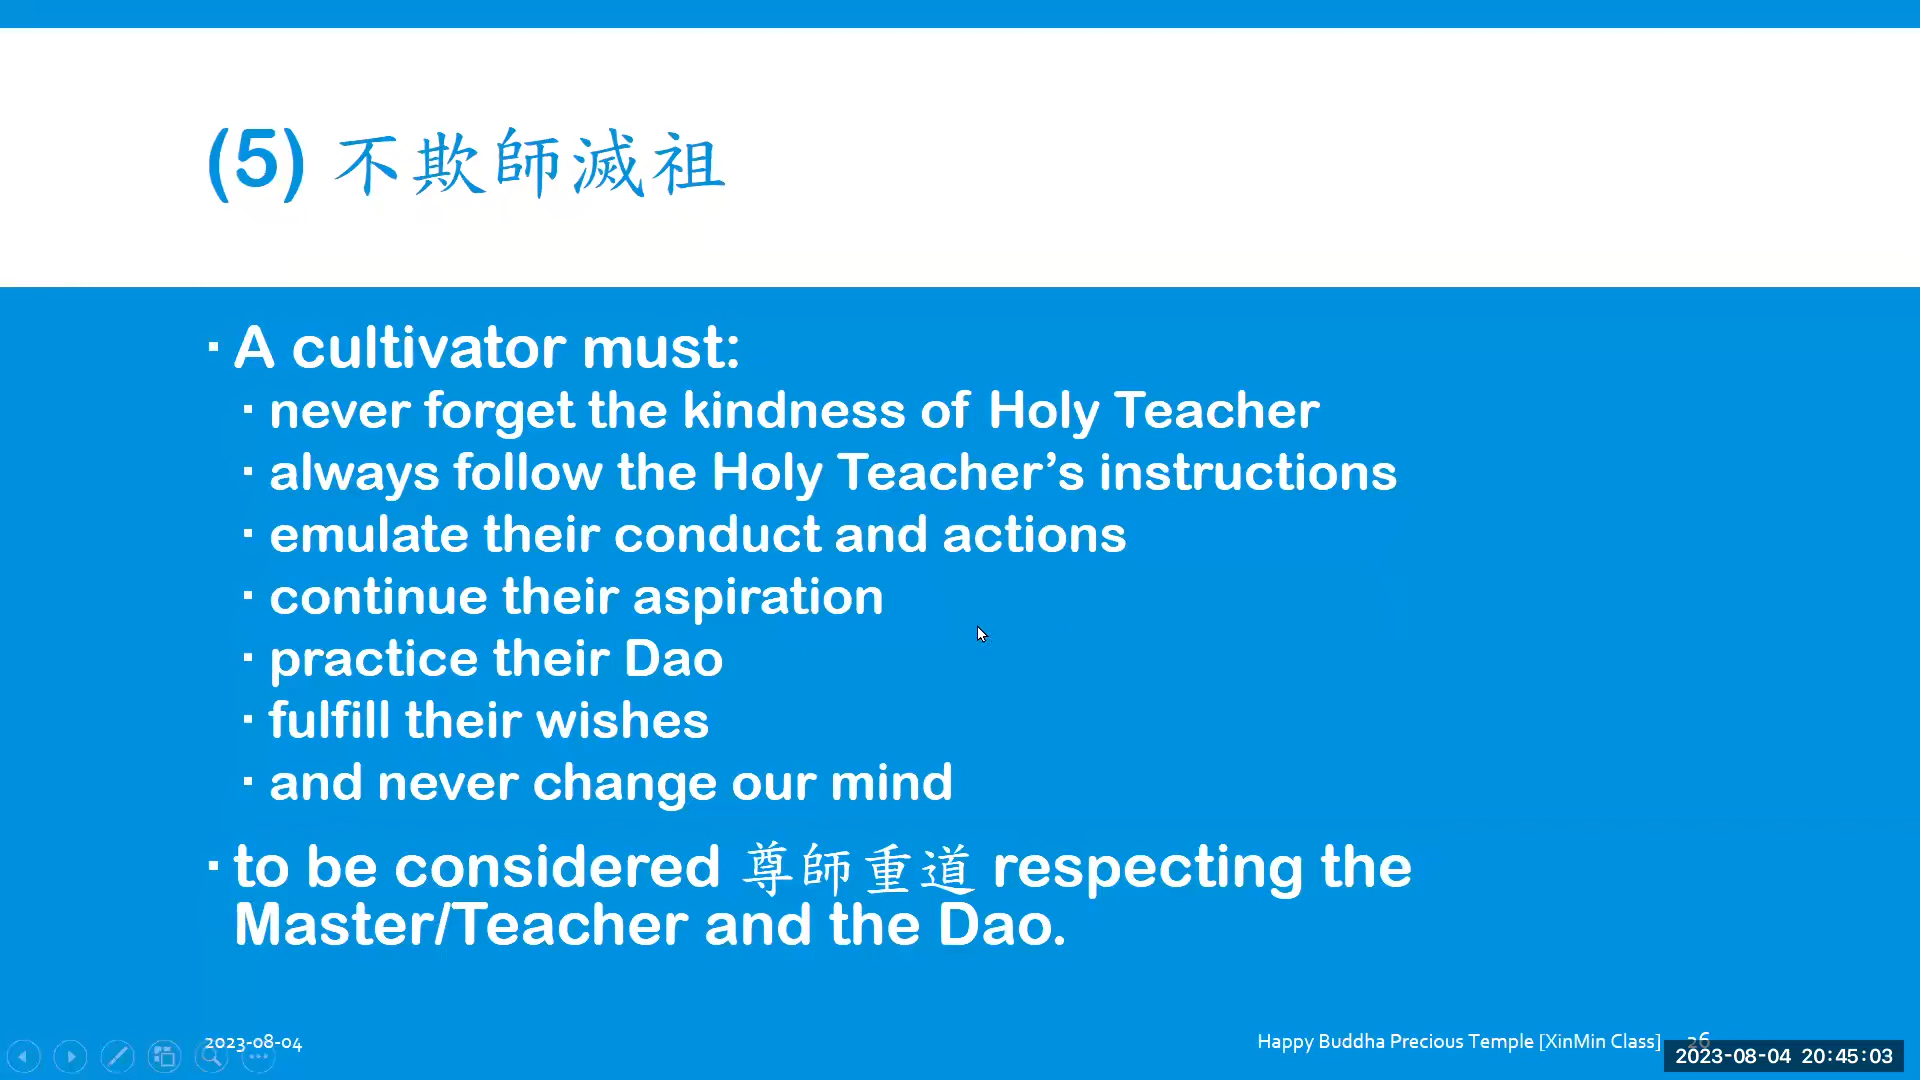 (5) 不欺師滅祖
▪ A cultivator must:
▪ never forget the kindness of Holy Teacher
▪ always follow the Holy Teacher’s instructions
▪ emulate their conduct and actions
▪ continue their aspiration
▪ practice their Dao
▪ fulfill their wishes
▪ and never change our mind
▪ to be considered 尊師重道 respecting the
Master/Teacher and the Dao.
2023-08-04
Happy Buddha Precious Temple [XinMin Class]
26
2023-08-04 20:45:03